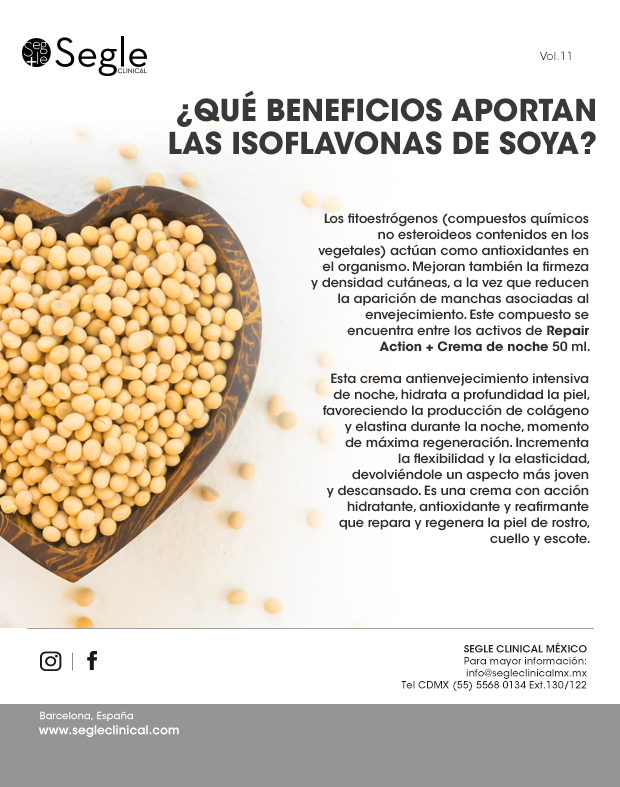 Seg+le
Segle
CLINICAL
Vol.11
¿QUÉ BENEFICIOS APORTAN
LAS ISOFLAVONAS DE SOYA?
Los fitoestrógenos (compuestos químicos
no esteroideos contenidos en los
vegetales) actúan como antioxidantes en
el organismo. Mejoran también la firmeza
y densidad cutáneas, a la vez que reducen
la aparición de manchas asociadas al
envejecimiento. Este compuesto se
encuentra entre los activos de Repair
Action + Crema de noche 50 ml.
Esta crema antienvejecimiento intensiva
de noche, hidrata a profundidad la piel,
favoreciendo la producción de colágeno
y elastina durante la noche, momento
de máxima regeneración. Incrementa
la flexibilidad y la elasticidad,
devolviéndole un aspecto más joven
y descansado. Es una crema con acción
hidratante, antioxidante y reafirmante
que repara y regenera la piel de rostro,
cuello y escote.
SEGLE CLINICAL MÉXICO
Para mayor información:
info@segleclinicalmx.mx
Tel CDMX (55) 5568 0134 Ext.130/122
Barcelona, España
www.segleclinical.com